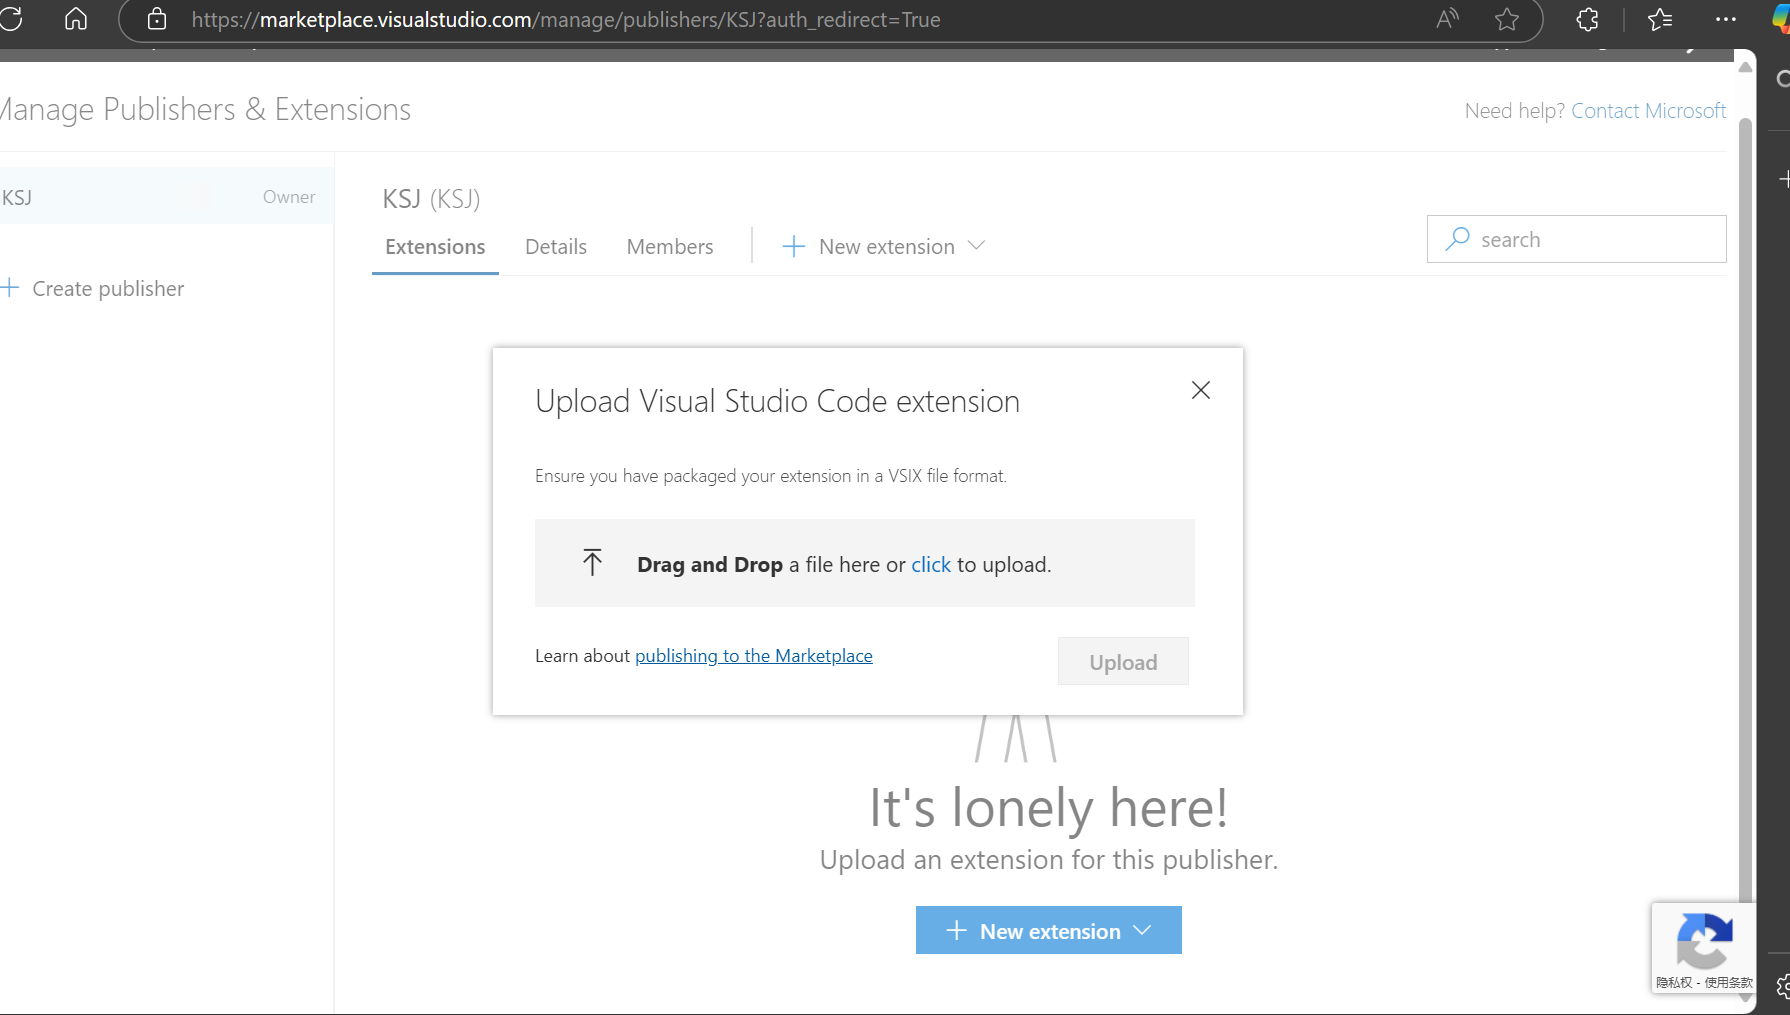 https://marketplace.visualstudio.com/manage/publishers/KSJ?auth_redirect=True
Manage Publishers & Extensions
Need help? Contact Microsoft
KSJ
Owner
Create publisher
KSJ (KSJ)
Extensions
Details
Members
New extension
search
Upload Visual Studio Code extension
Ensure you have packaged your extension in a VSIX file format.
Drag and Drop a file here or click to upload.
Learn about publishing to the Marketplace
Upload
It's lonely here!
Upload an extension for this publisher.
New extension
隐私权 - 使用条款